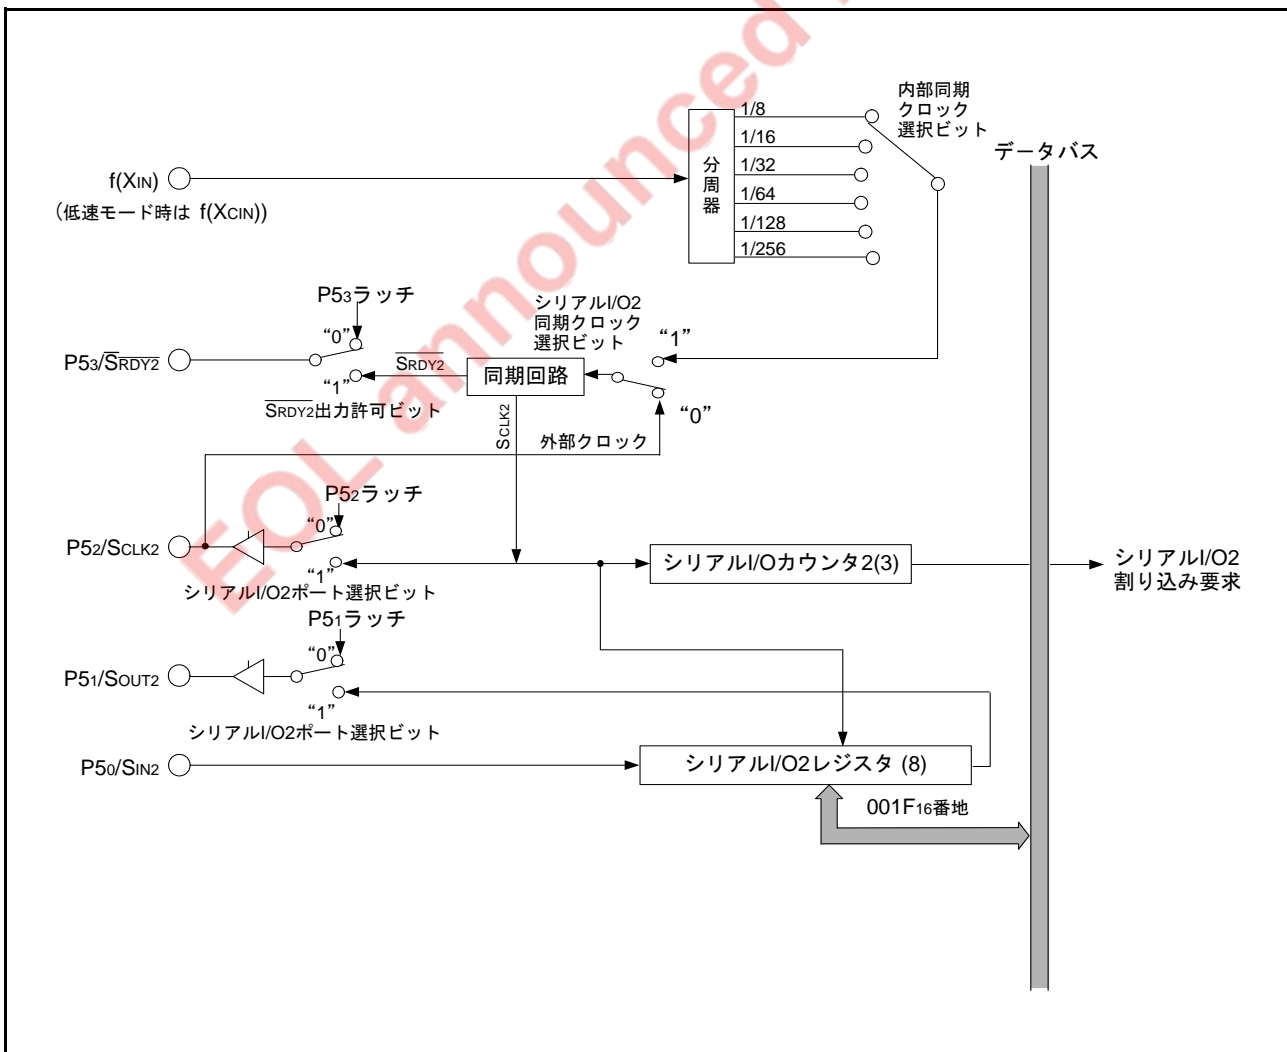 EOL announced
内部同期
クロック
選択ビット
データバス
1/8
1/16
1/32
1/64
1/128
1/256
分周器
f(XIN)
(低速モード時は f(XCIN))
P53ラッチ
シリアルI/O2
同期クロック
選択ビット
“0”
“1”
P53/SRDY2
SRDY2
同期回路
“1”
“0”
SRDY2出力許可ビット
SCLK2
外部クロック
P52ラッチ
“0”
P52/SCLK2
“1”
シリアルI/O2ポート選択ビット
シリアルI/Oカウンタ2(3)
シリアルI/O2
割り込み要求
P51ラッチ
“0”
P51/SOUT2
“1”
シリアルI/O2ポート選択ビット
P50/SIN2
シリアルI/O2レジスタ (8)
001F16番地